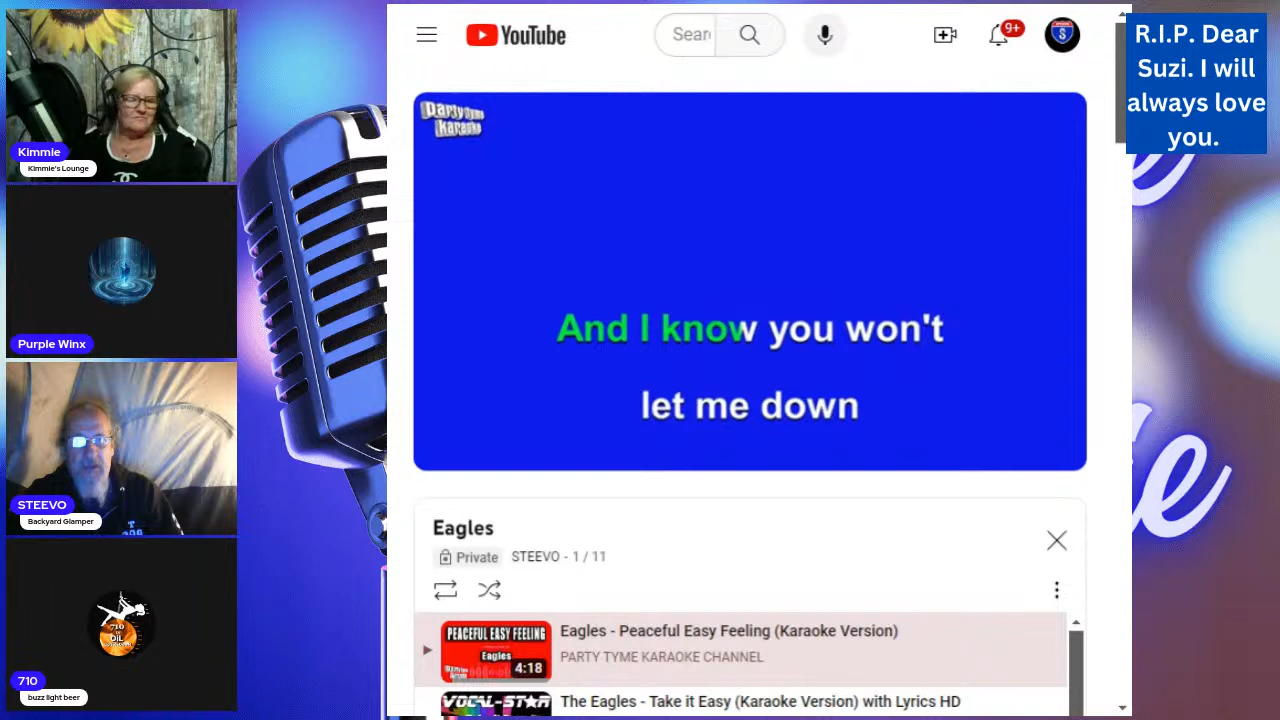 Kimmie
Kimmie's Lounge
Purple Winx
STEEVO
Backyard Glamper
710
OIL
710
buzz light beer
YouTube
Sear
9+
Party Tyme
Karaoke
And I know you won't
let me down
Eagles
Private STEEVO - 1 / 11
PEACEFUL EASY FEELING
Eagles
4:18
Eagles - Peaceful Easy Feeling (Karaoke Version)
PARTY TYME KARAOKE CHANNEL
VOCAL-STAR
The Eagles - Take it Easy (Karaoke Version) with Lyrics HD
R.I.P. Dear
Suzi. I will
always love
you.